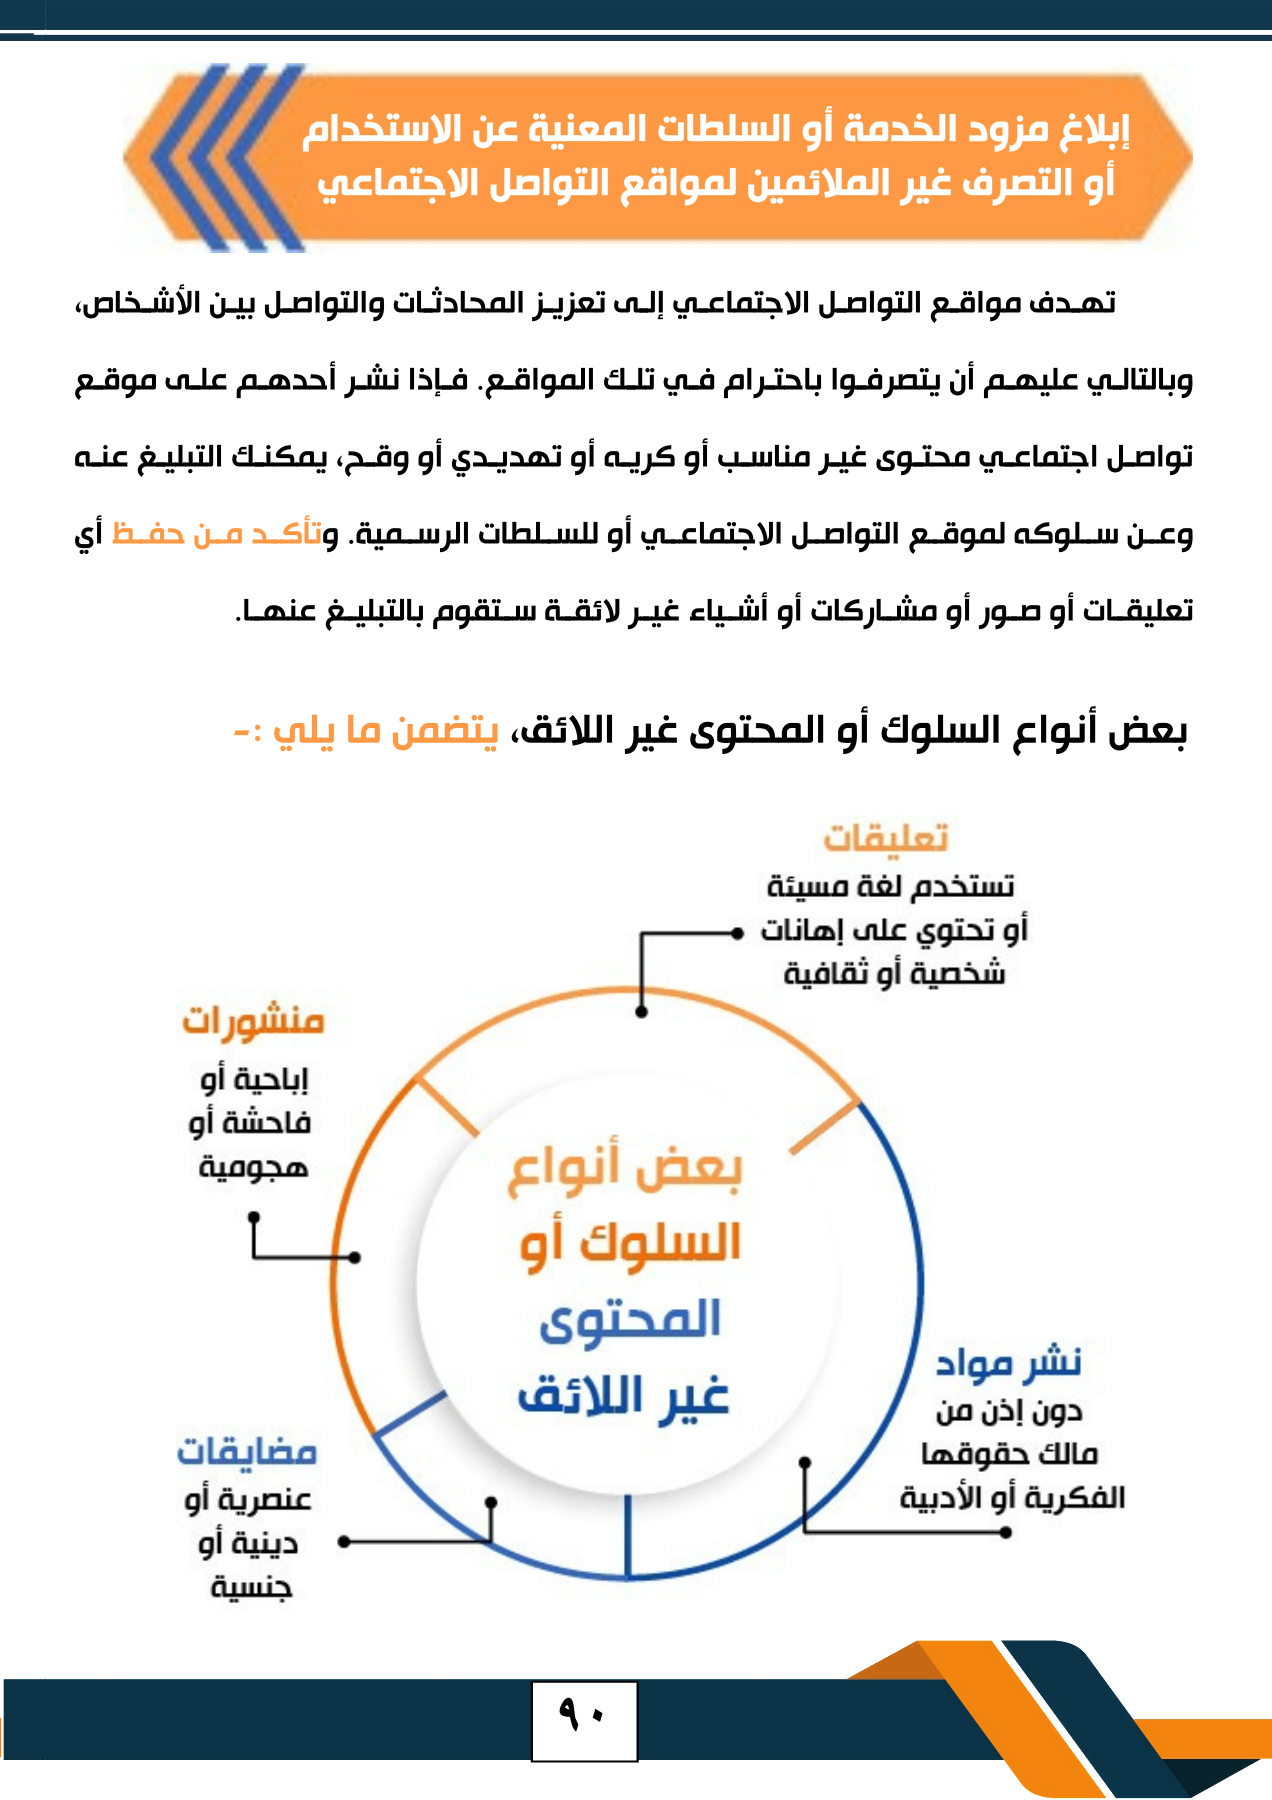 إبلاغ مزود الخدمة أو السلطات المعنية عن الاستخدام
أو التصرف غير الملائمين لمواقع التواصل الاجتماعي
تهدف مواقع التواصل الاجتماعي إلى تعزيز المحادثات والتواصل بين الأشخاص،
وبالتالي عليهم أن يتصرفوا باحترام في تلك المواقع. فإذا نشر أحدهم على موقع
تواصل اجتماعي محتوى غير مناسب أو كريه أو تهديدي أو وقح، يمكنك التبليغ عنه
وعن سلوكه لموقع التواصل الاجتماعي أو للسلطات الرسمية. وتأكد من حفظ أي
تعليقات أو صور أو مشاركات أو أشياء غير لائقة ستقوم بالتبليغ عنها.
بعض أنواع السلوك أو المحتوى غير اللائق، يتضمن ما يلي :-
تعليقات
تستخدم لغة مسيئة
أو تحتوي على إهانات
شخصية أو ثقافية
منشورات
إباحية أو
فاحشة أو
هجومية
بعض أنواع
السلوك أو
المحتوى
غير اللائق
نشر مواد
دون إذن من
مالك حقوقها
الفكرية أو الأدبية
مضايقات
عنصرية أو
دينية أو
جنسية
٩٠